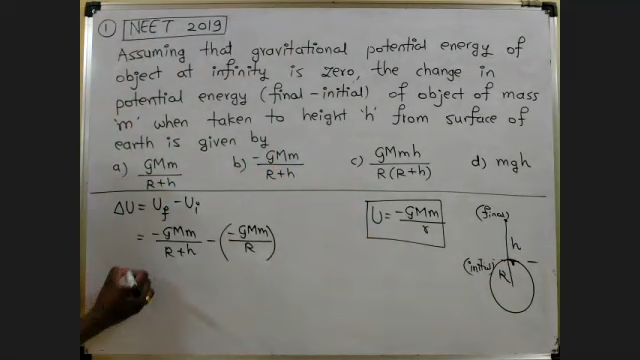 ① NEET 2019
Assuming that gravitational potential energy of
object at infinity is zero, the change in
potential energy (final-initial) of object of mass
'm' when taken to height 'h' from surface of
earth is given by
a) GMm / R+h b) -GMm / R+h c) GMmh / R(R+h) d) mgh
ΔU = U_f - U_i
= -GMm / R+h - (-GMm / R)
U = -GMm / r
(final)
h
(initial)
R